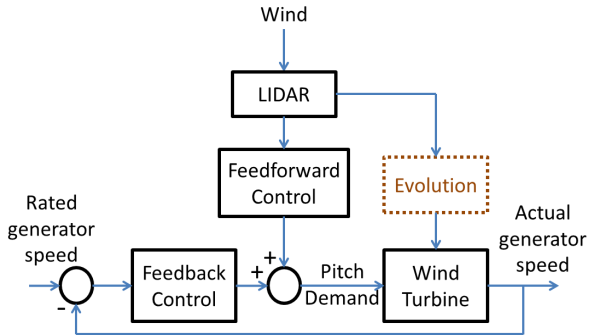 Wind
LIDAR
Feedforward
Control
Evolution
Rated
generator
speed
Actual
generator
speed
+
+
-
Feedback
Control
Pitch
Demand
Wind
Turbine